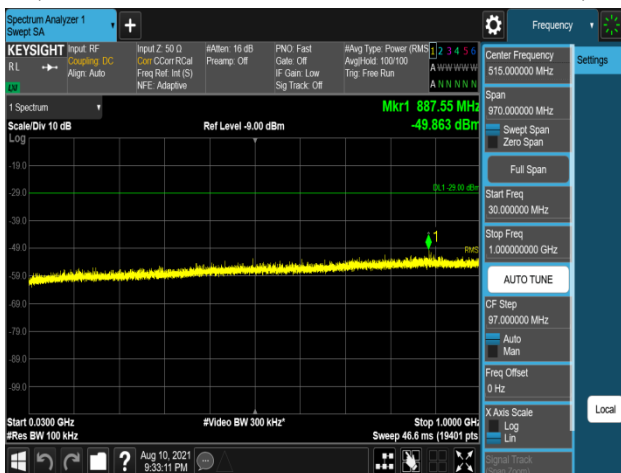 Spectrum Analyzer 1
Swept SA
+
Frequency
KEYSIGHT
RL
LXI
Input: RF
Coupling: DC
Align: Auto
Input Z: 50 Ω
Corr CCorr RCal
Freq Ref: Int (S)
NFE: Adaptive
#Atten: 16 dB
Preamp: Off
PNO: Fast
Gate: Off
IF Gain: Low
Sig Track: Off
#Avg Type: Power (RMS
Avg|Hold: 100/100
Trig: Free Run
1 2 3 4 5 6
A W W W W W
A N N N N N
1 Spectrum
Scale/Div 10 dB
Log
Ref Level -9.00 dBm
Mkr1 887.55 MHz
-49.863 dBm
DL1 -29.00 dBm
1
RMS
-19.0
-29.0
-39.0
-49.0
-59.0
-69.0
-79.0
-89.0
-99.0
Start 0.0300 GHz
#Res BW 100 kHz
#Video BW 300 kHz*
Stop 1.0000 GHz
Sweep 46.6 ms (19401 pts
?
Aug 10, 2021
9:33:11 PM
Center Frequency
515.000000 MHz
Span
970.000000 MHz
Swept Span
Zero Span
Full Span
Start Freq
30.000000 MHz
Stop Freq
1.000000000 GHz
AUTO TUNE
CF Step
97.000000 MHz
Auto
Man
Freq Offset
0 Hz
X Axis Scale
Log
Lin
Signal Track
(Span Zoom)
Settings
Local